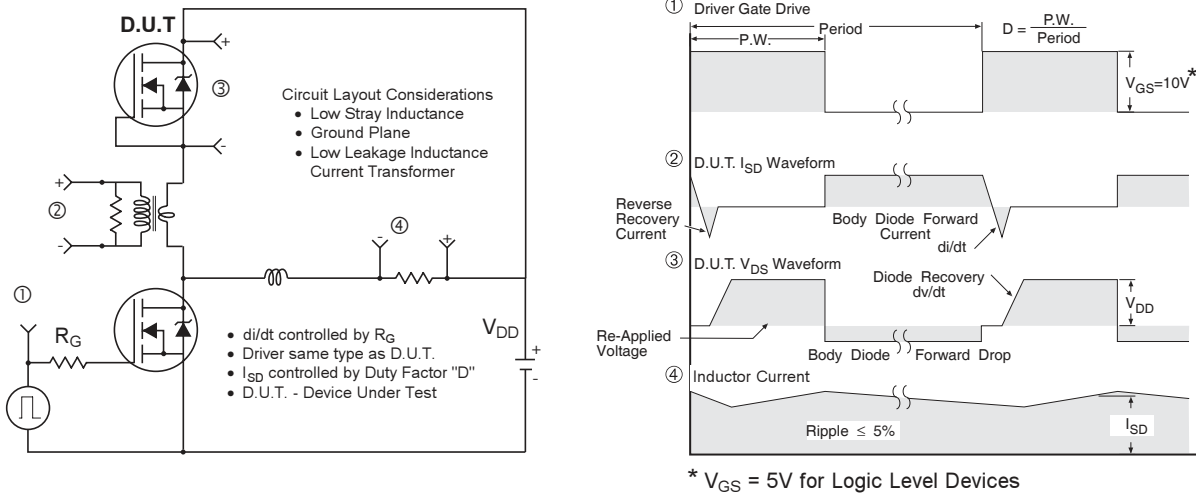 D.U.T
+
③
-
Circuit Layout Considerations
• Low Stray Inductance
• Ground Plane
• Low Leakage Inductance
Current Transformer
+
②
-
④
-
+
①
R_G
V_DD
+
-
• di/dt controlled by R_G
• Driver same type as D.U.T.
• I_SD controlled by Duty Factor "D"
• D.U.T. - Device Under Test
① Driver Gate Drive
P.W.
Period
D = P.W. / Period
V_GS=10V*
② D.U.T. I_SD Waveform
Reverse
Recovery
Current
Body Diode Forward
Current
di/dt
③ D.U.T. V_DS Waveform
Diode Recovery
dv/dt
V_DD
Re-Applied
Voltage
Body Diode Forward Drop
④ Inductor Current
Ripple ≤ 5%
I_SD
* V_GS = 5V for Logic Level Devices